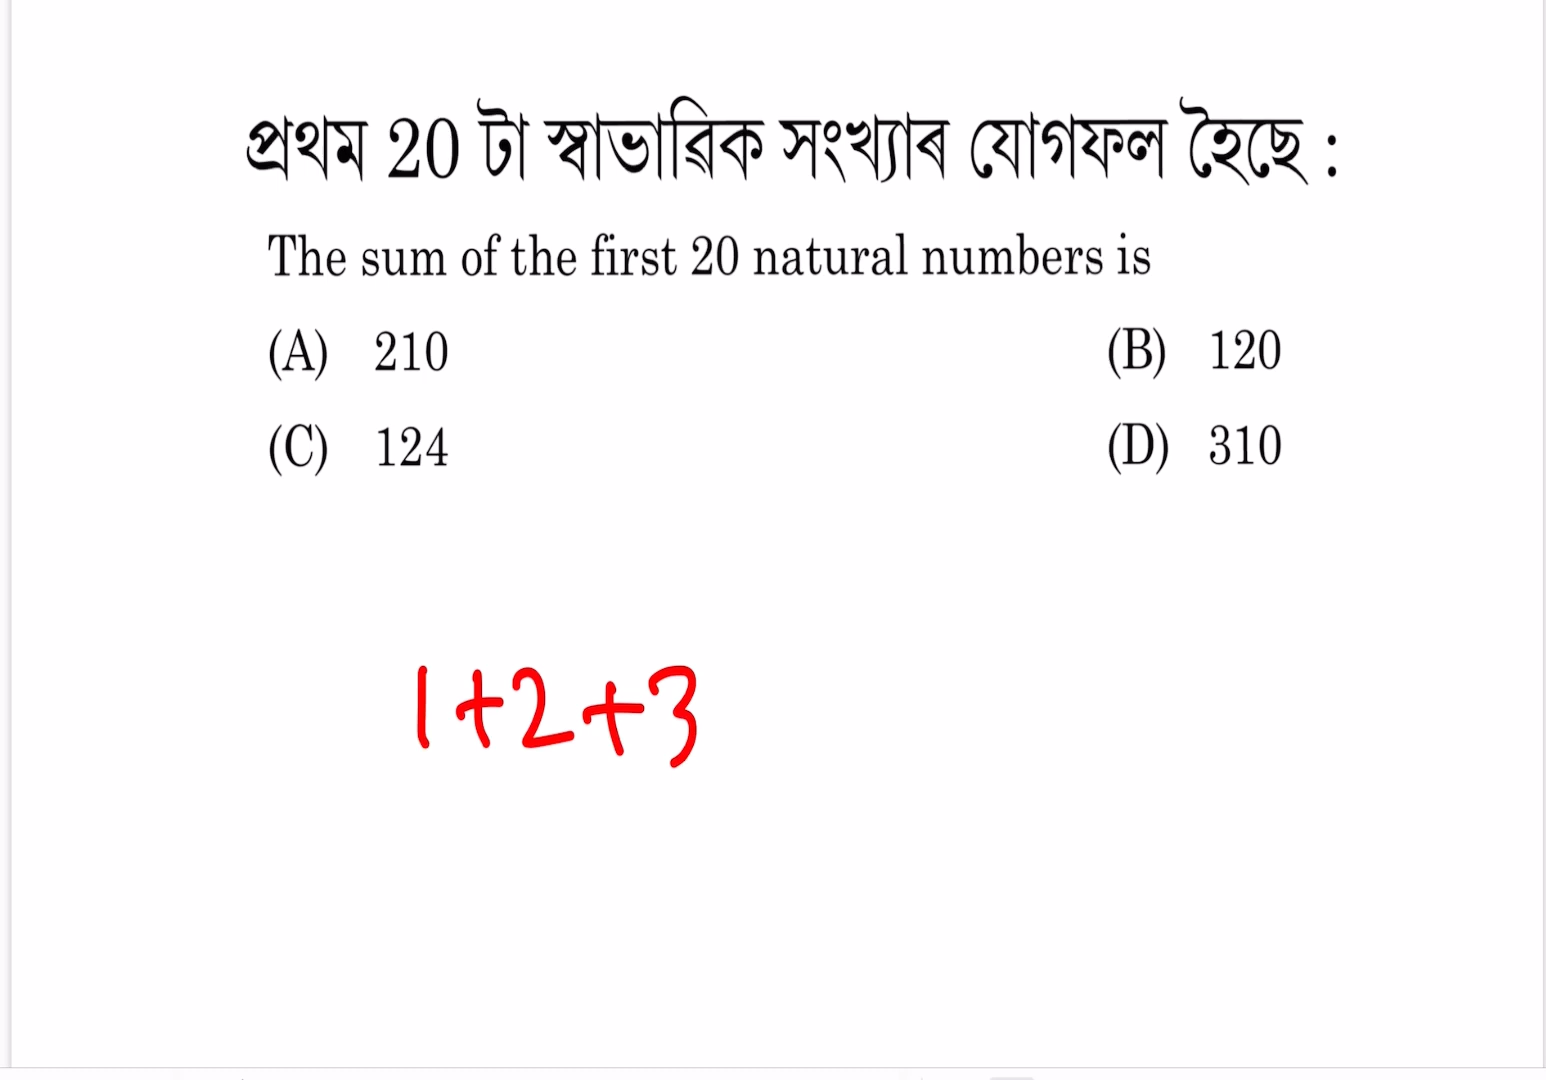 প্ৰথম 20 টা স্বাভাৱিক সংখ্যাৰ যোগফল হৈছে :
The sum of the first 20 natural numbers is
(A) 210 (B) 120
(C) 124 (D) 310
1+2+3